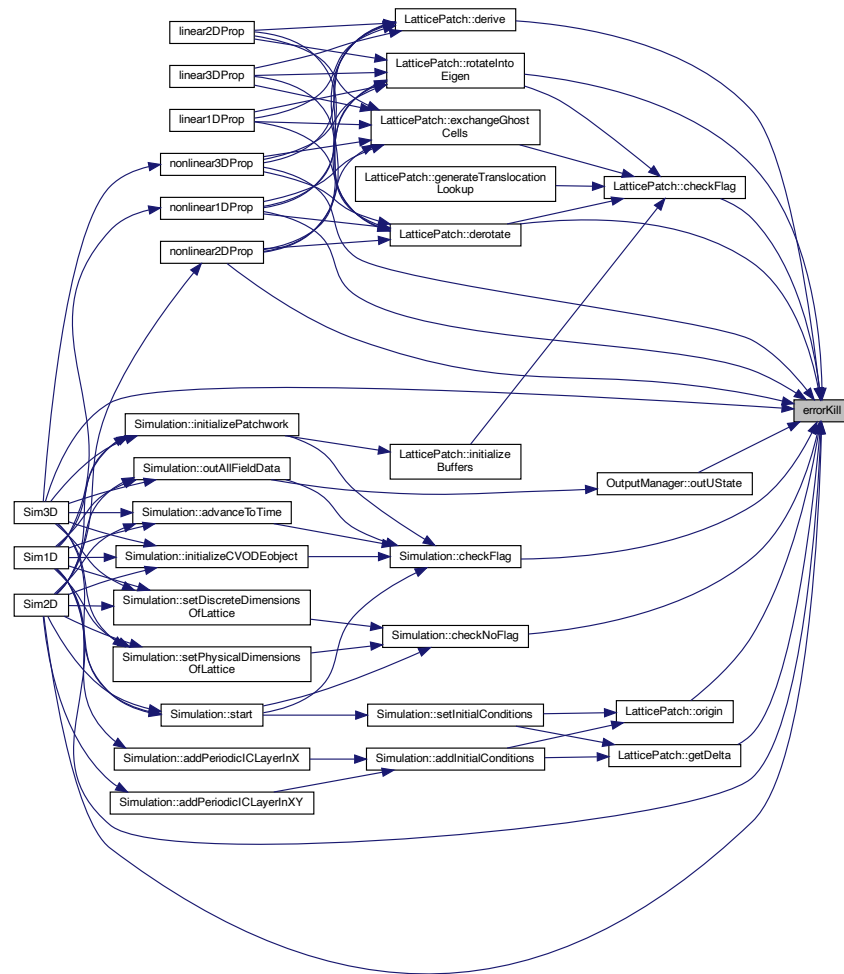 LatticePatch::derive
linear2DProp
LatticePatch::rotateInto
Eigen
linear3DProp
linear1DProp
LatticePatch::exchangeGhost
Cells
nonlinear3DProp
LatticePatch::generateTranslocation
Lookup
LatticePatch::checkFlag
nonlinear1DProp
LatticePatch::derotate
nonlinear2DProp
errorKill
Simulation::initializePatchwork
LatticePatch::initialize
Buffers
Simulation::outAllFieldData
OutputManager::outUState
Sim3D
Simulation::advanceToTime
Sim1D
Simulation::initializeCVODEobject
Simulation::checkFlag
Sim2D
Simulation::setDiscreteDimensions
OfLattice
Simulation::checkNoFlag
Simulation::setPhysicalDimensions
OfLattice
Simulation::start
Simulation::setInitialConditions
LatticePatch::origin
Simulation::addPeriodicICLayerInX
Simulation::addInitialConditions
LatticePatch::getDelta
Simulation::addPeriodicICLayerInXY